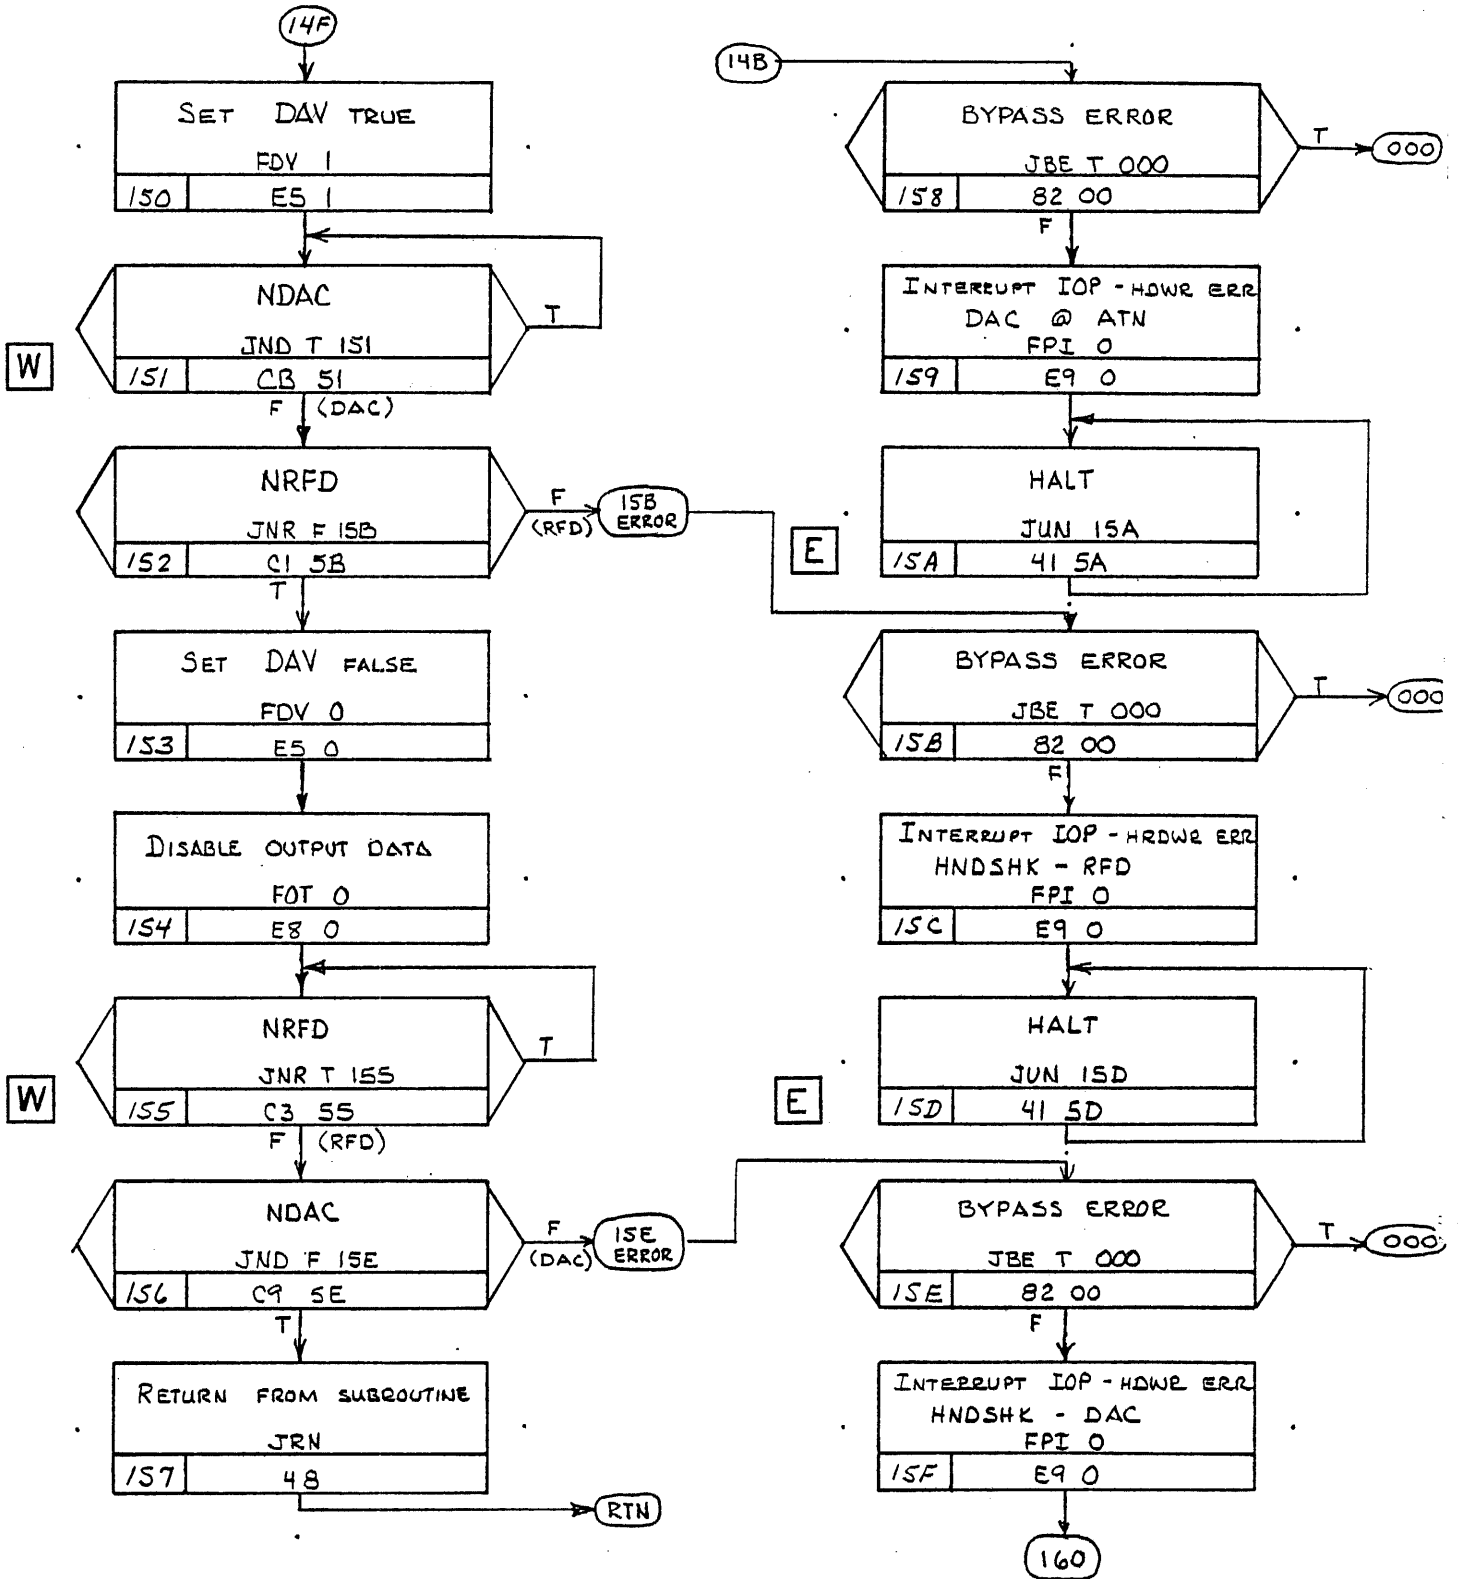 14F
SET DAV TRUE
FDV 1
150 E5 1
NDAC
T
JND T 151
W
151 CB 51
F (DAC)
NRFD
JNR F 15B
F
(RFD)
15B
ERROR
152 C1 5B
T
SET DAV FALSE
FDV 0
153 E5 0
DISABLE OUTPUT DATA
FOT 0
154 E8 0
NRFD
T
JNR T 155
W
155 C3 55
F (RFD)
NDAC
JND F 15E
F
(DAC)
15E
ERROR
156 C9 5E
T
RETURN FROM SUBROUTINE
JRN
157 48
RTN
14B
BYPASS ERROR
T
000
JBE T 000
158 82 00
F
INTERRUPT IOP - HDWR ERR
DAC @ ATN
FPI 0
159 E9 0
HALT
JUN 15A
E
15A 41 5A
BYPASS ERROR
T
000
JBE T 000
15B 82 00
F
INTERRUPT IOP - HRDWR ERR
HNDSHK - RFD
FPI 0
15C E9 0
HALT
JUN 15D
E
15D 41 5D
BYPASS ERROR
T
000
JBE T 000
15E 82 00
F
INTERRUPT IOP - HDWR ERR
HNDSHK - DAC
FPI 0
15F E9 0
160